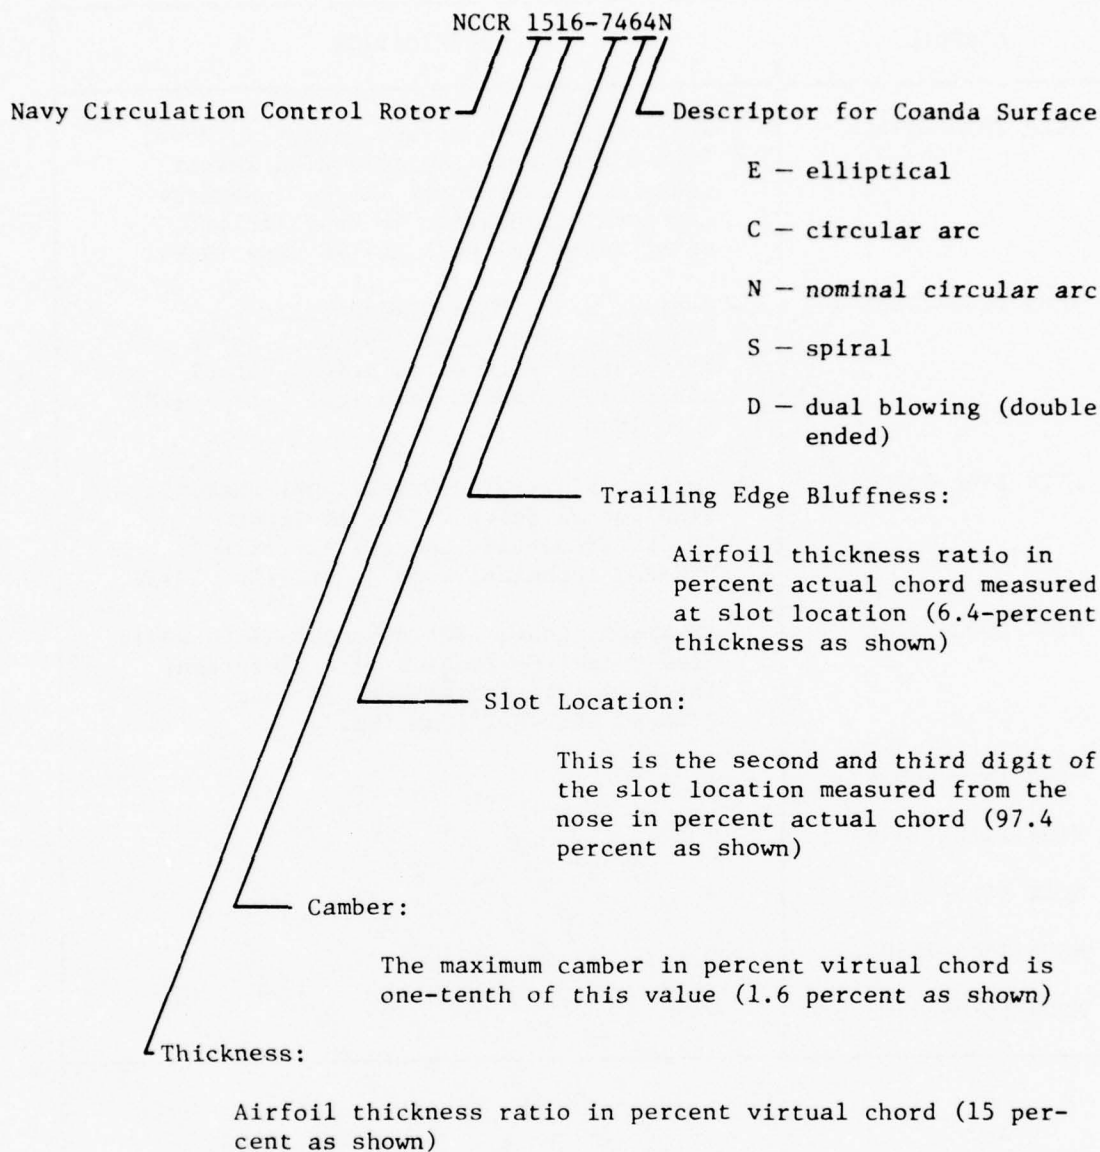 NCCR 1516-7464N
Navy Circulation Control Rotor
Descriptor for Coanda Surface
E — elliptical
C — circular arc
N — nominal circular arc
S — spiral
D — dual blowing (double
ended)
Trailing Edge Bluffness:
Airfoil thickness ratio in
percent actual chord measured
at slot location (6.4-percent
thickness as shown)
Slot Location:
This is the second and third digit of
the slot location measured from the
nose in percent actual chord (97.4
percent as shown)
Camber:
The maximum camber in percent virtual chord is
one-tenth of this value (1.6 percent as shown)
Thickness:
Airfoil thickness ratio in percent virtual chord (15 per-
cent as shown)